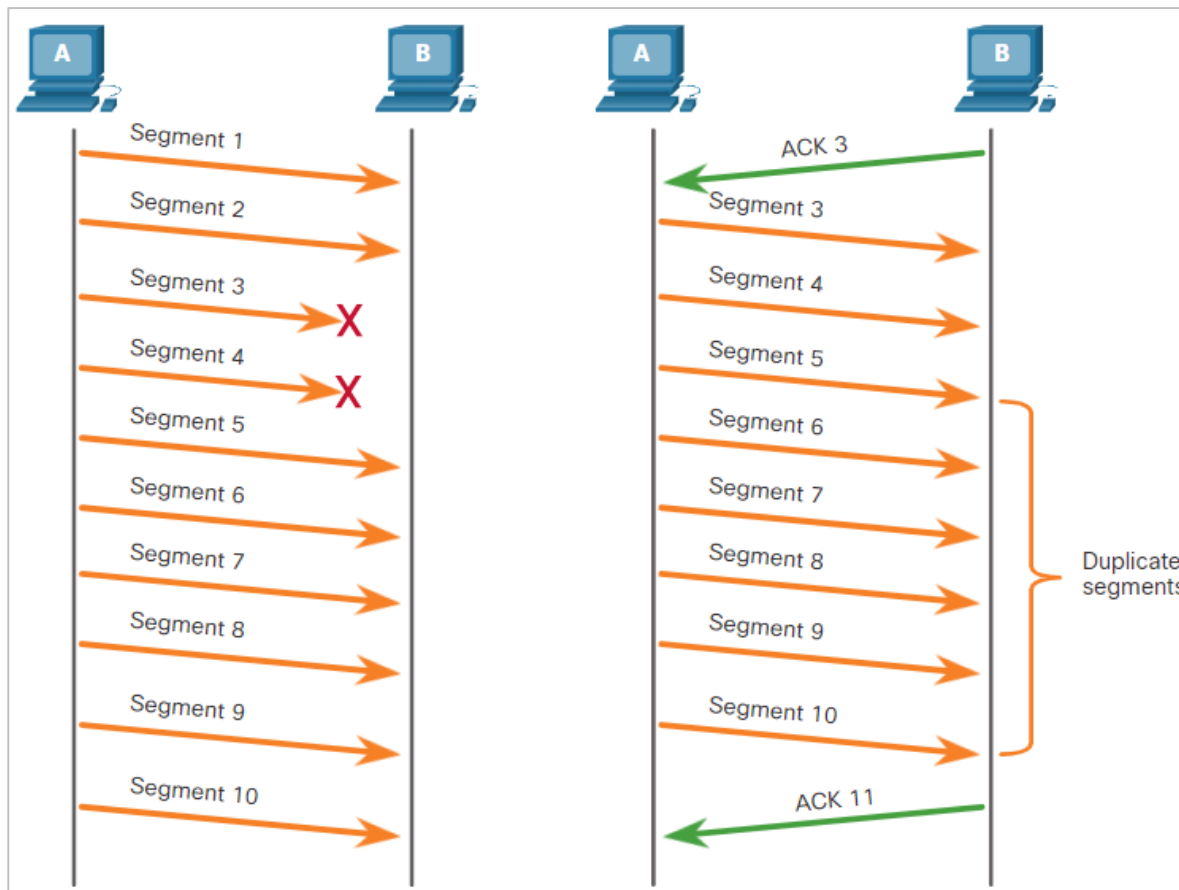 A
B
Segment 1
Segment 2
Segment 3
X
Segment 4
X
Segment 5
Segment 6
Segment 7
Segment 8
Segment 9
Segment 10
A
B
ACK 3
Segment 3
Segment 4
Segment 5
Segment 6
Segment 7
Segment 8
Segment 9
Segment 10
Duplicate
segments
ACK 11